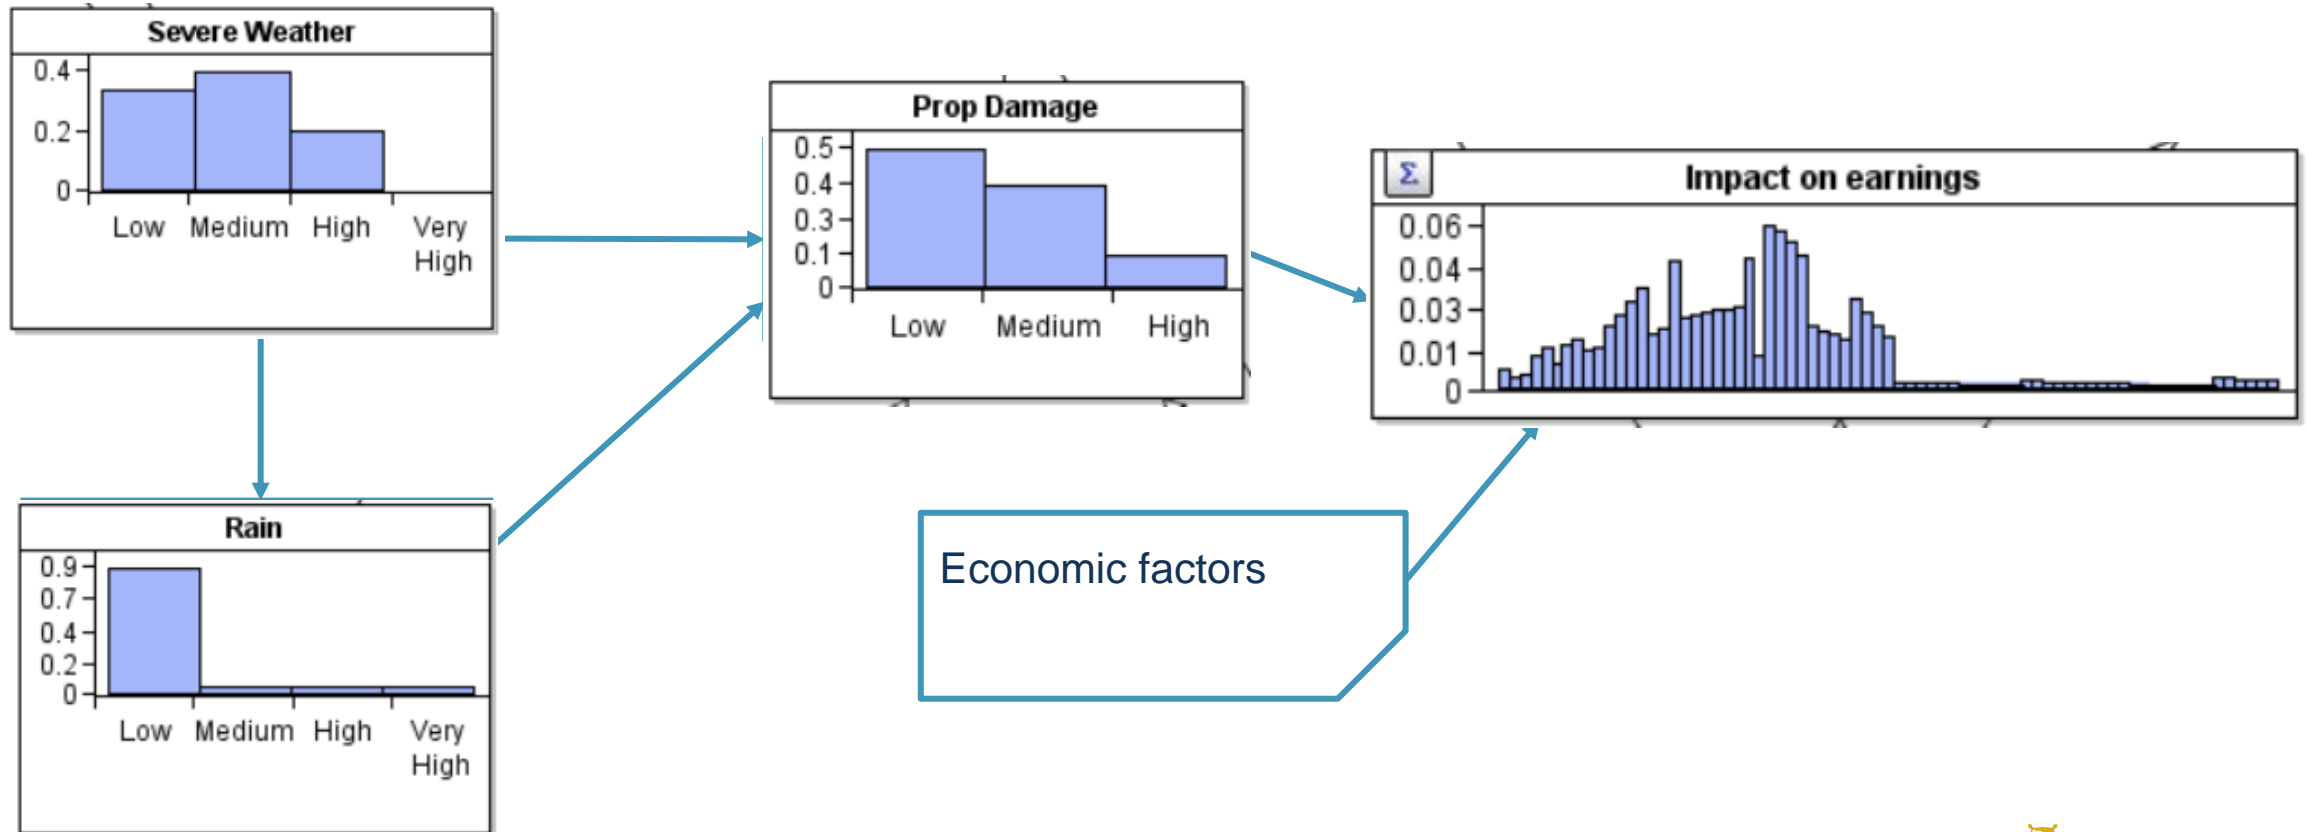 Severe Weather
0.4
0.2
0
Low Medium High Very
High
Prop Damage
0.5
0.4
0.3
0.1
0
Low Medium High
Σ Impact on earnings
0.06
0.04
0.03
0.01
0
Rain
0.9
0.7
0.4
0.2
0
Low Medium High Very
High
Economic factors